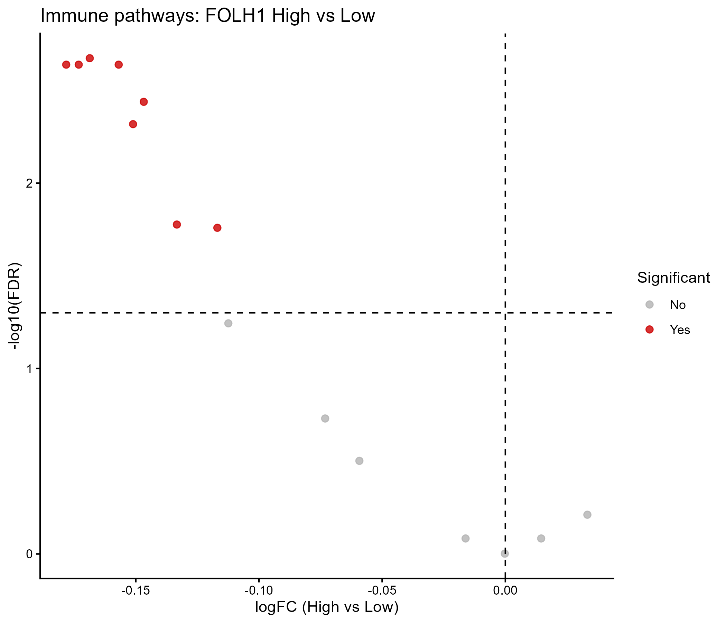 Immune pathways: FOLH1 High vs Low
-log10(FDR)
2
1
0
-0.15
-0.10
-0.05
0.00
logFC (High vs Low)
Significant
No
Yes